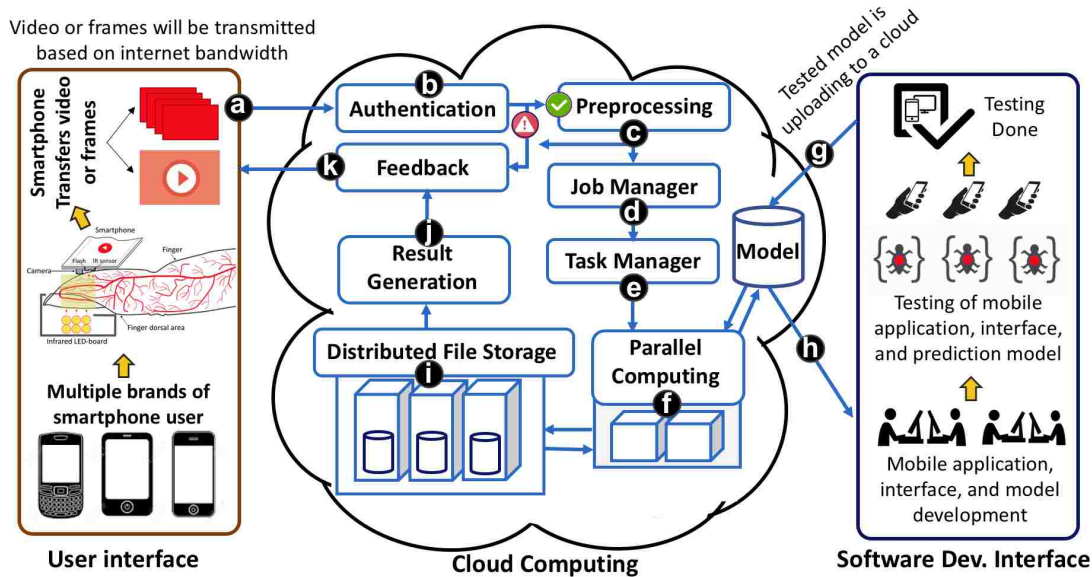 Video or frames will be transmitted
based on internet bandwidth
Smartphone
Transfers video
or frames
a
Smartphone
Flash
IR sensor
Camera
Finger
Finger dorsal area
Infrared LED-board
Multiple brands of
smartphone user
User interface
b
Authentication
Preprocessing
c
k
Feedback
Job Manager
d
j
Result
Generation
Task Manager
e
Model
Distributed File Storage
i
Parallel
Computing
f
Cloud Computing
Tested model is
uploading to a cloud
g
h
Testing
Done
Testing of mobile
application, interface,
and prediction model
Mobile application,
interface, and model
development
Software Dev. Interface